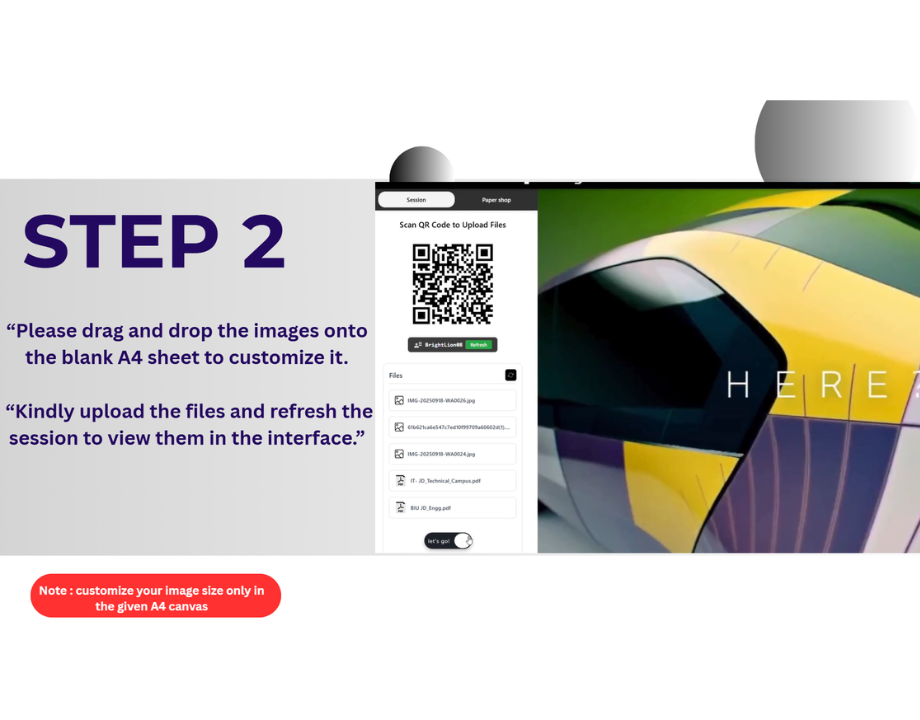 STEP 2
“Please drag and drop the images onto
the blank A4 sheet to customize it.
“Kindly upload the files and refresh the
session to view them in the interface.”
Note : customize your image size only in
the given A4 canvas
Session
Paper shop
Scan QR Code to Upload Files
BrightLion88
Refresh
Files
IMG-20250918-WA0026.jpg
IMG-20250918-WA0024.jpg
IT- JD_Technical_Campus.pdf
BIU JD_Engg.pdf
let's go!
HERE?